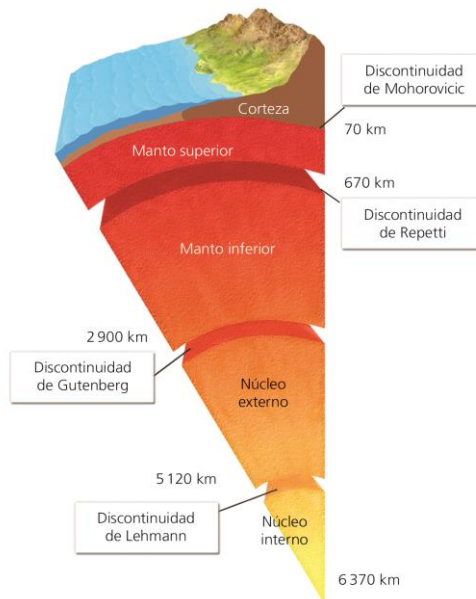 Discontinuidad
de Mohorovicic
Corteza
70 km
Manto superior
670 km
Discontinuidad
de Repetti
Manto inferior
2 900 km
Discontinuidad
de Gutenberg
Núcleo
externo
5 120 km
Discontinuidad
de Lehmann
Núcleo
interno
6 370 km